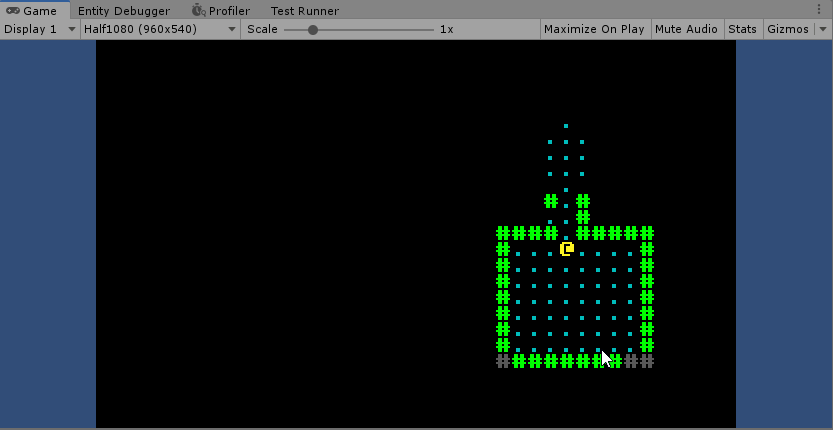 Game Entity Debugger Profiler Test Runner
Display 1 Half1080 (960x540) Scale 1x Maximize On Play Mute Audio Stats Gizmos
.
. . .
. . .
. . .
.
# . #
. . #
#### . #####
#...☺....#
#........#
#........#
#........#
#........#
#........#
#........#
##########